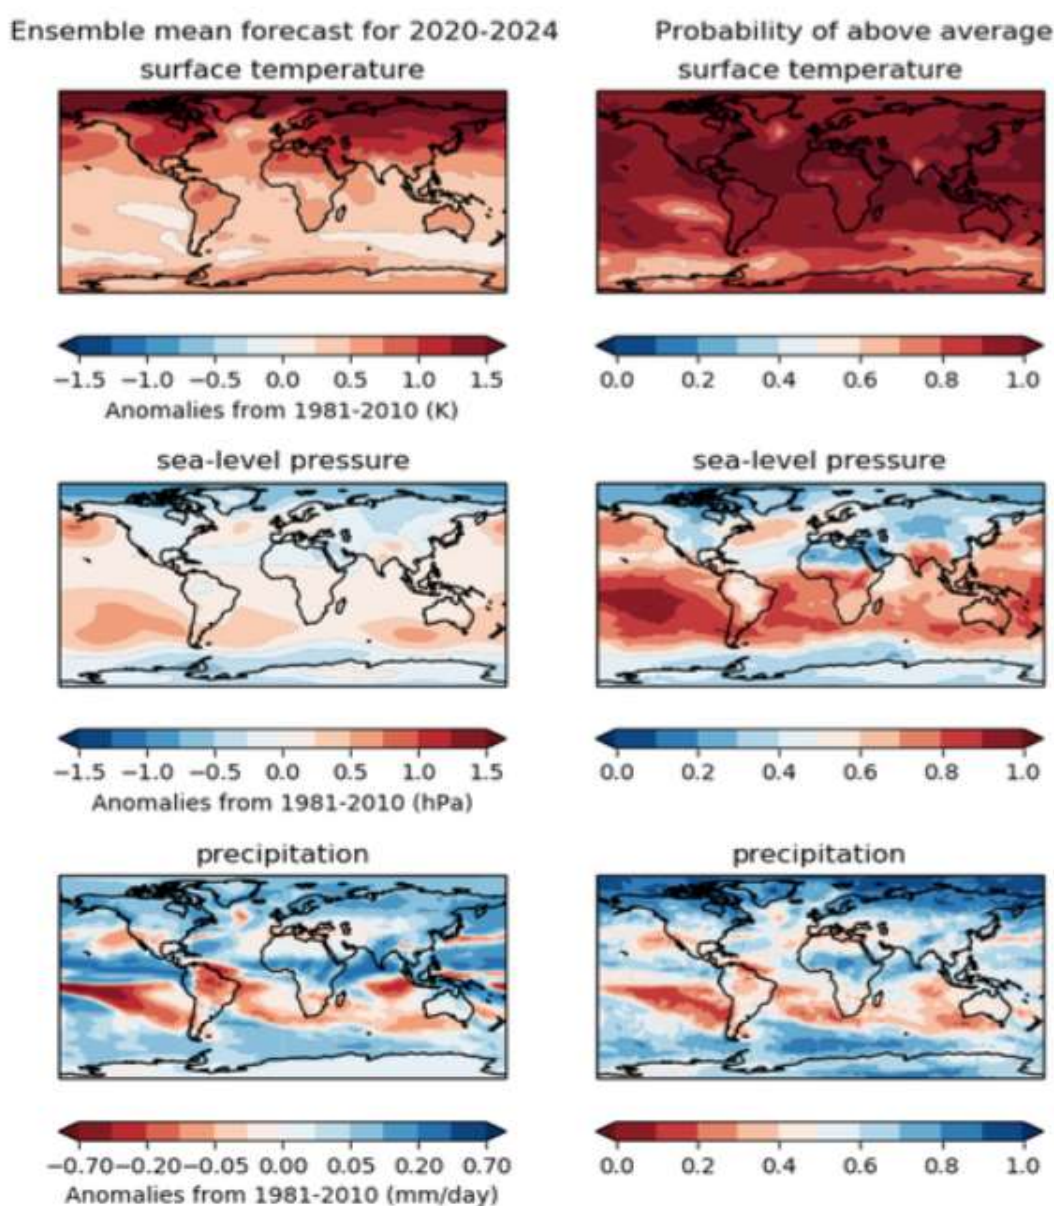 Ensemble mean forecast for 2020-2024
Probability of above average
surface temperature
surface temperature
−1.5 −1.0 −0.5 0.0 0.5 1.0 1.5
Anomalies from 1981-2010 (K)
0.0 0.2 0.4 0.6 0.8 1.0
sea-level pressure
sea-level pressure
−1.5 −1.0 −0.5 0.0 0.5 1.0 1.5
Anomalies from 1981-2010 (hPa)
0.0 0.2 0.4 0.6 0.8 1.0
precipitation
precipitation
−0.70 −0.20 −0.05 0.00 0.05 0.20 0.70
Anomalies from 1981-2010 (mm/day)
0.0 0.2 0.4 0.6 0.8 1.0